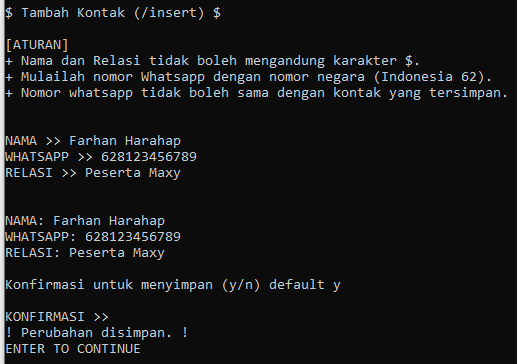 $ Tambah Kontak (/insert) $
[ATURAN]
+ Nama dan Relasi tidak boleh mengandung karakter $.
+ Mulailah nomor Whatsapp dengan nomor negara (Indonesia 62).
+ Nomor whatsapp tidak boleh sama dengan kontak yang tersimpan.
NAMA >> Farhan Harahap
WHATSAPP >> 628123456789
RELASI >> Peserta Maxy
NAMA: Farhan Harahap
WHATSAPP: 628123456789
RELASI: Peserta Maxy
Konfirmasi untuk menyimpan (y/n) default y
KONFIRMASI >>
! Perubahan disimpan. !
ENTER TO CONTINUE